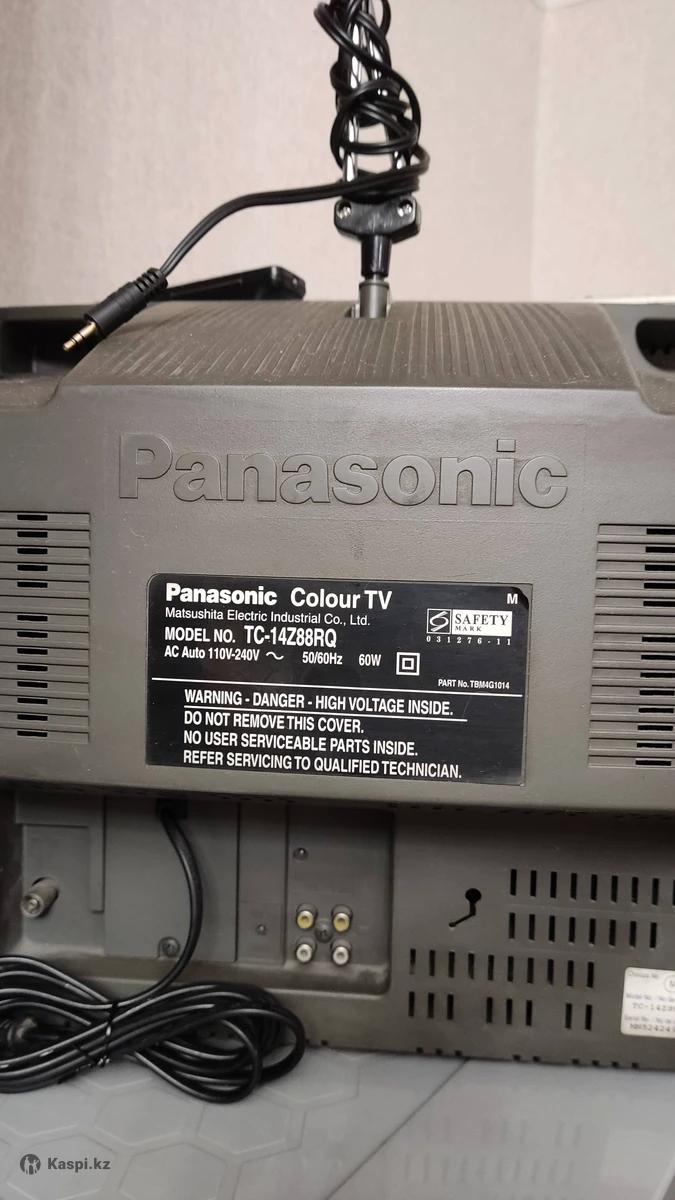 Panasonic
Panasonic Colour TV M
Matsushita Electric Industrial Co., Ltd.
MODEL NO. TC-14Z88RQ
AC Auto 110V-240V 50/60Hz 60W
SAFETY
MARK
031276-11
PART No. TBM4G1014
WARNING - DANGER - HIGH VOLTAGE INSIDE.
DO NOT REMOVE THIS COVER.
NO USER SERVICEABLE PARTS INSIDE.
REFER SERVICING TO QUALIFIED TECHNICIAN.
Model No.
Kaspi.kz